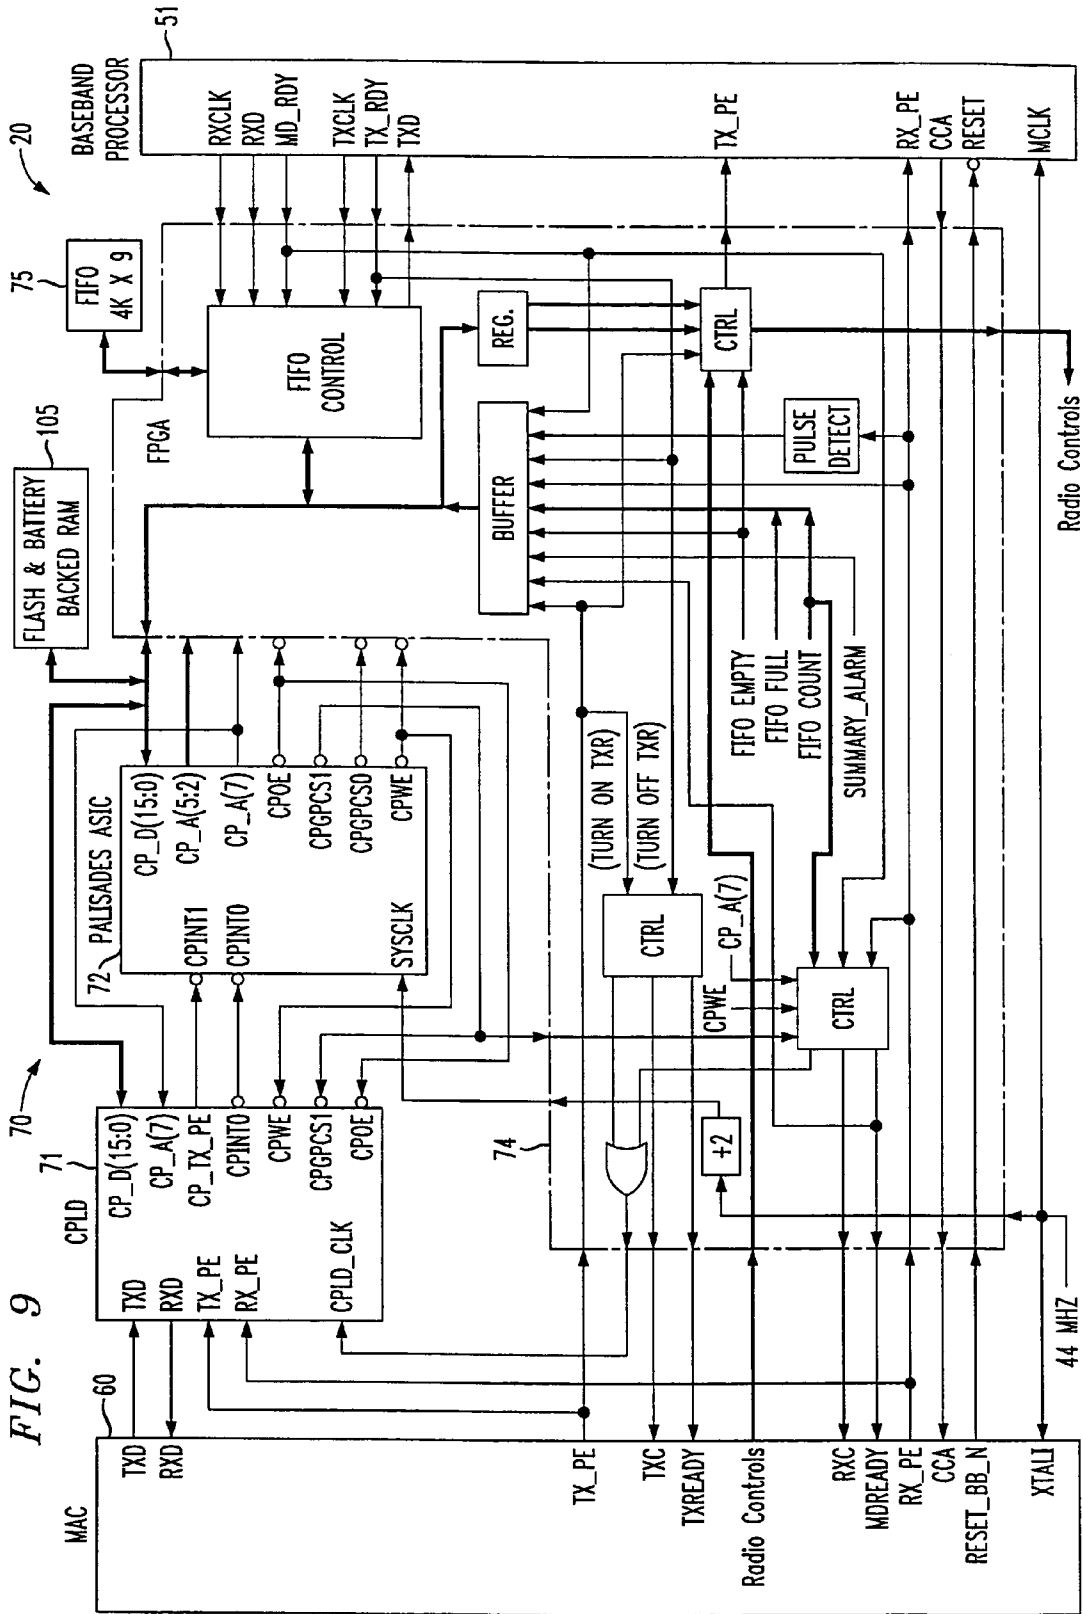 FIG. 9
20
70
MAC
60
TXD
RXD
TX_PE
TXC
TXREADY
Radio Controls
RXC
MDREADY
RX_PE
CCA
RESET_BB_N
XTALI
CPLD
71
TXD
RXD
TX_PE
RX_PE
CPLD_CLK
CP_D(15:0)
CP_A(7)
CP_TX_PE
CPINT0
CPWE
CPGPCS1
CPOE
72
PALISADES ASIC
CPINT1
CPINT0
SYSCLK
CP_D(15:0)
CP_A(5:2)
CP_A(7)
CPOE
CPGPCS1
CPGPCS0
CPWE
FLASH & BATTERY
BACKED RAM
105
75
FIFO
4K X 9
FPGA
FIFO
CONTROL
REG.
BUFFER
CTRL
PULSE
DETECT
BASEBAND
PROCESSOR
51
RXCLK
RXD
MD_RDY
TXCLK
TX_RDY
TXD
TX_PE
RX_PE
CCA
RESET
MCLK
74
(TURN ON TXR)
(TURN OFF TXR)
CTRL
FIFO EMPTY
FIFO FULL
FIFO COUNT
SUMMARY_ALARM
CP_A(7)
CPWE
CTRL
÷2
44 MHZ
Radio Controls